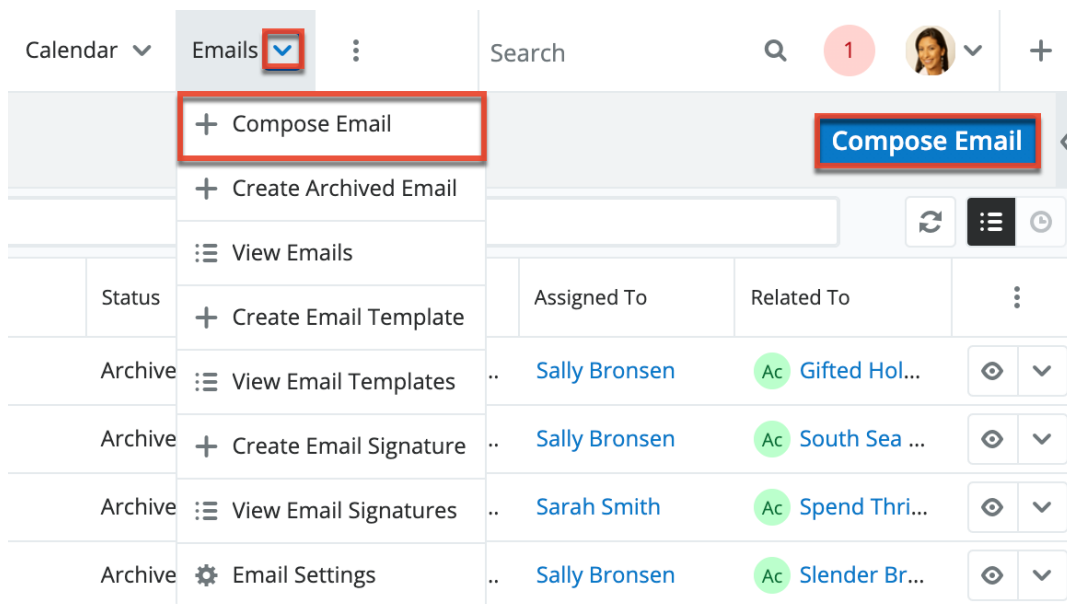 Calendar Emails Search 1
Compose Email
Compose Email
Create Archived Email
View Emails
Status Assigned To Related To
Create Email Template
Archive .. Sally Bronsen Ac Gifted Hol...
View Email Templates
Archive .. Sally Bronsen Ac South Sea ...
Create Email Signature
Archive .. Sarah Smith Ac Spend Thri...
View Email Signatures
Archive .. Sally Bronsen Ac Slender Br...
Email Settings